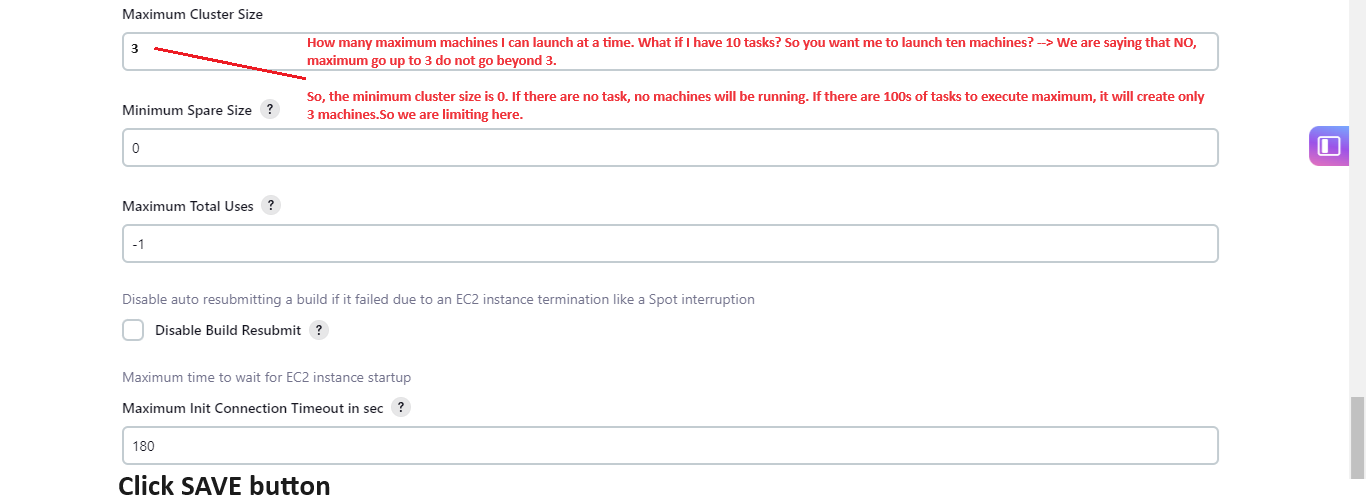 Maximum Cluster Size
3
How many maximum machines I can launch at a time. What if I have 10 tasks? So you want me to launch ten machines? --> We are saying that NO,
maximum go up to 3 do not go beyond 3.
So, the minimum cluster size is 0. If there are no task, no machines will be running. If there are 100s of tasks to execute maximum, it will create only
3 machines.So we are limiting here.
Minimum Spare Size ?
0
Maximum Total Uses ?
-1
Disable auto resubmitting a build if it failed due to an EC2 instance termination like a Spot interruption
Disable Build Resubmit ?
Maximum time to wait for EC2 instance startup
Maximum Init Connection Timeout in sec ?
180
Click SAVE button